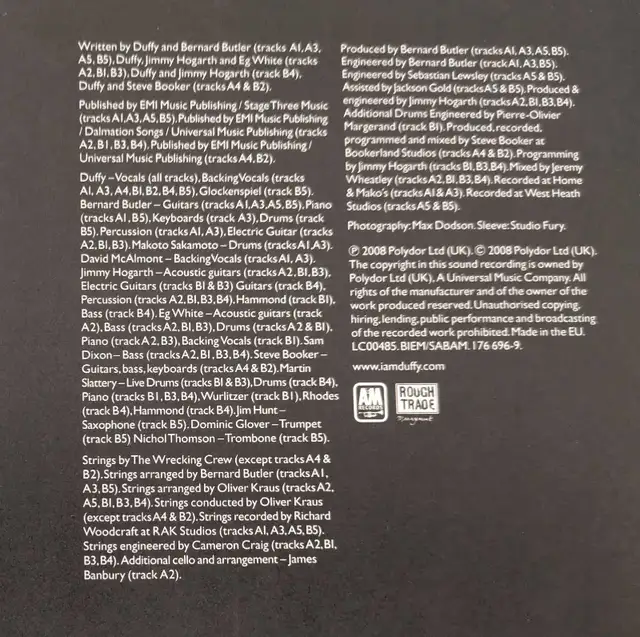 Written by Duffy and Bernard Butler (tracks A1, A3,
A5, B5), Duffy, Jimmy Hogarth and Eg White (tracks
A2, B1, B3), Duffy and Jimmy Hogarth (track B4).
Duffy and Steve Booker (tracks A4 & B2).
Published by EMI Music Publishing / Stage Three Music
(tracks A1, A3, A5, B5). Published by EMI Music Publishing
/ Dalmation Songs / Universal Music Publishing (tracks
A2, B1, B3, B4). Published by EMI Music Publishing /
Universal Music Publishing (tracks A4, B2).
Duffy – Vocals (all tracks), Backing Vocals (tracks
A1, A3, A4, B1, B2, B4, B5). Glockenspiel (track B5).
Bernard Butler – Guitars (tracks A1, A3, A5, B5), Piano
(tracks A1, B5), Keyboards (track A3), Drums (track
B5). Percussion (tracks A1, A3), Electric Guitar (tracks
A2, B1, B3). Makoto Sakamoto – Drums (tracks A1, A3).
David McAlmont – Backing Vocals (tracks A1, A3).
Jimmy Hogarth – Acoustic guitars (tracks A2, B1, B3),
Electric Guitars (tracks B1 & B3) Guitars (track B4),
Percussion (tracks A2, B1, B3, B4), Hammond (track B1),
Bass (track B4). Eg White – Acoustic guitars (track
A2), Bass (tracks A2, B1, B3), Drums (tracks A2 & B1).
Piano (track A2, B3), Backing Vocals (track B1). Sam
Dixon – Bass (tracks A2, B1, B3, B4). Steve Booker –
Guitars, bass, keyboards (tracks A4 & B2). Martin
Slattery – Live Drums (tracks B1 & B3), Drums (track B4),
Piano (tracks B1, B3, B4), Wurlitzer (track B1), Rhodes
(track B4), Hammond (track B4). Jim Hunt –
Saxophone (track B5). Dominic Glover – Trumpet
(track B5) Nichol Thomson – Trombone (track B5).
Strings by The Wrecking Crew (except tracks A4 &
B2). Strings arranged by Bernard Butler (tracks A1,
A3, B5). Strings arranged by Oliver Kraus (tracks A2,
A5, B1, B3, B4). Strings conducted by Oliver Kraus
(except tracks A4 & B2). Strings recorded by Richard
Woodcraft at RAK Studios (tracks A1, A3, A5, B5).
Strings engineered by Cameron Craig (tracks A2, B1,
B3, B4). Additional cello and arrangement – James
Banbury (track A2).
Produced by Bernard Butler (tracks A1, A3, A5, B5).
Engineered by Bernard Butler (track A1, A3, B5).
Engineered by Sebastian Lewsley (tracks A5 & B5).
Assisted by Jackson Gold (tracks A5 & B5). Produced &
engineered by Jimmy Hogarth (tracks A2, B1, B3, B4).
Additional Drums Engineered by Pierre-Olivier
Margerand (track B1). Produced, recorded,
programmed and mixed by Steve Booker at
Bookerland Studios (tracks A4 & B2). Programming
by Jimmy Hogarth (tracks B1, B3, B4). Mixed by Jeremy
Wheatley (tracks A2, B1, B3, B4). Recorded at Home
& Mako's (tracks A1 & A3). Recorded at West Heath
Studios (tracks A5 & B5).
Photography: Max Dodson. Sleeve: Studio Fury.
℗ 2008 Polydor Ltd (UK). © 2008 Polydor Ltd (UK).
The copyright in this sound recording is owned by
Polydor Ltd (UK), A Universal Music Company. All
rights of the manufacturer and of the owner of the
work produced reserved. Unauthorised copying,
hiring, lending, public performance and broadcasting
of the recorded work prohibited. Made in the EU.
LC00485. BIEM/SABAM. 176 696-9.
www.iamduffy.com
AM
RECORDS
ROUGH
TRADE
Management